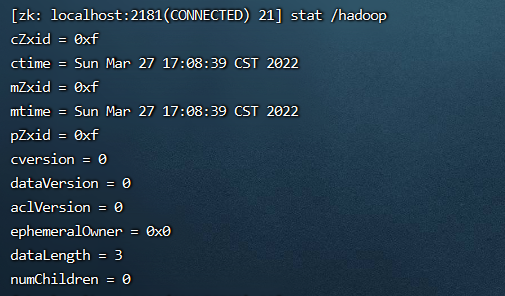 [zk: localhost:2181(CONNECTED) 21] stat /hadoop
cZxid = 0xf
ctime = Sun Mar 27 17:08:39 CST 2022
mZxid = 0xf
mtime = Sun Mar 27 17:08:39 CST 2022
pZxid = 0xf
cversion = 0
dataVersion = 0
aclVersion = 0
ephemeralOwner = 0x0
dataLength = 3
numChildren = 0